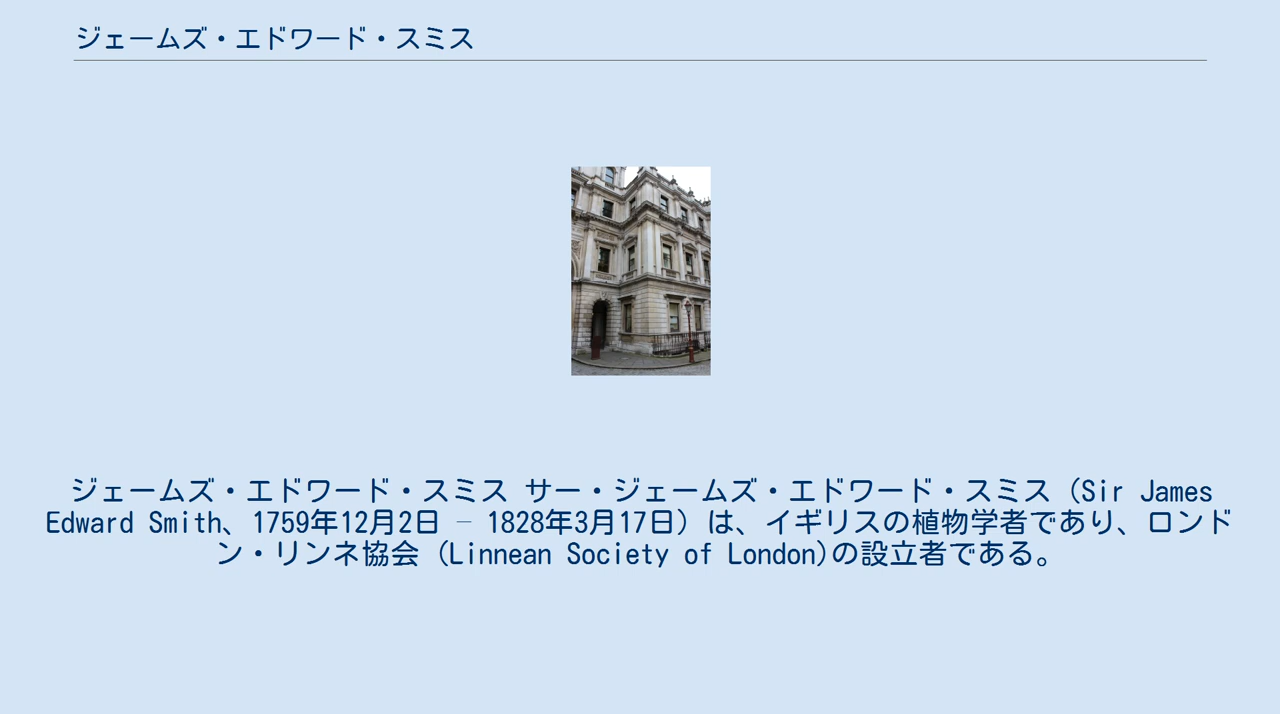 ジェームズ・エドワード・スミス
ジェームズ・エドワード・スミス サー・ジェームズ・エドワード・スミス (Sir James
Edward Smith、1759年12月2日 – 1828年3月17日) は、イギリスの植物学者であり、ロンド
ン・リンネ協会 (Linnean Society of London)の設立者である。